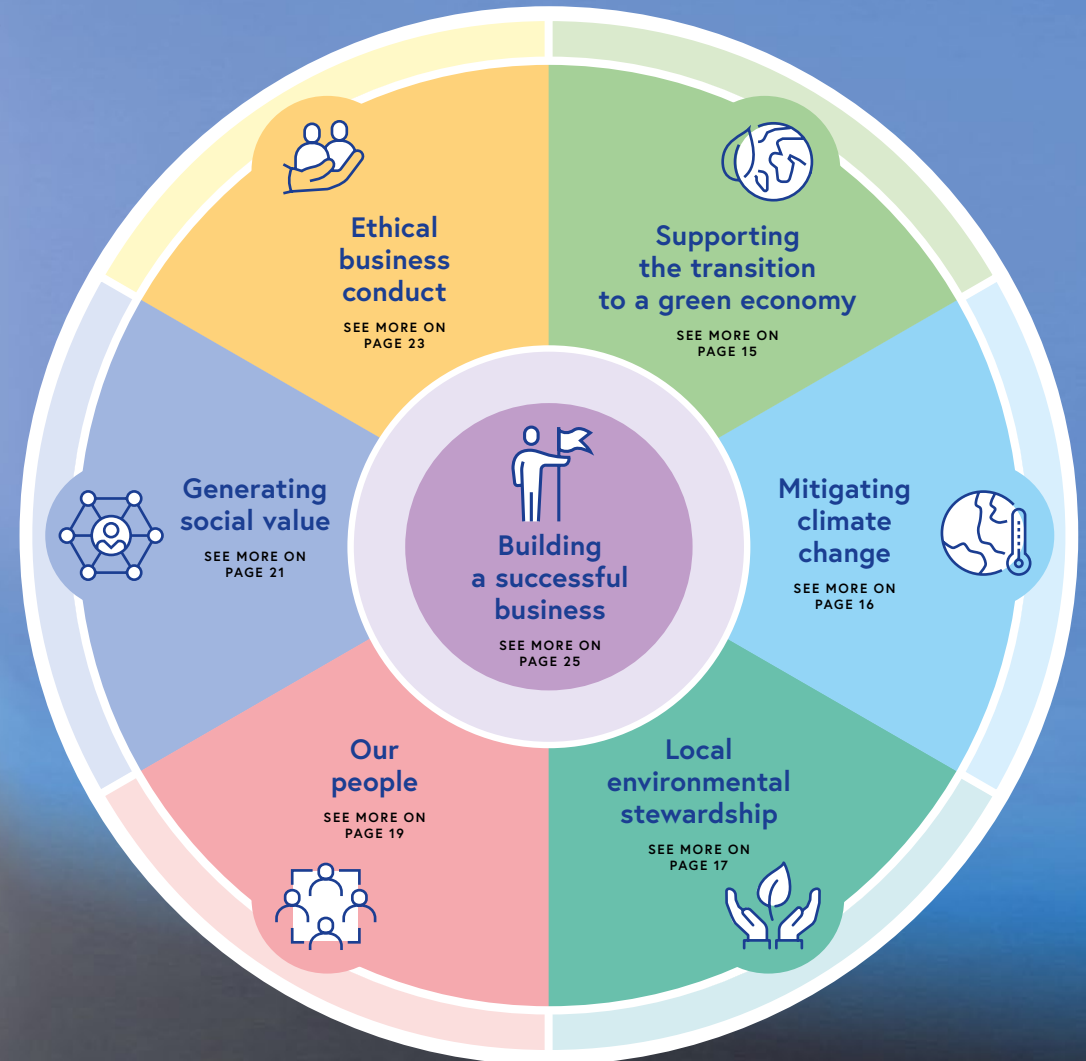 Ethical
business
conduct
SEE MORE ON
PAGE 23
Supporting
the transition
to a green economy
SEE MORE ON
PAGE 15
Generating
social value
SEE MORE ON
PAGE 21
Building
a successful
business
SEE MORE ON
PAGE 25
Mitigating
climate
change
SEE MORE ON
PAGE 16
Our
people
SEE MORE ON
PAGE 19
Local
environmental
stewardship
SEE MORE ON
PAGE 17